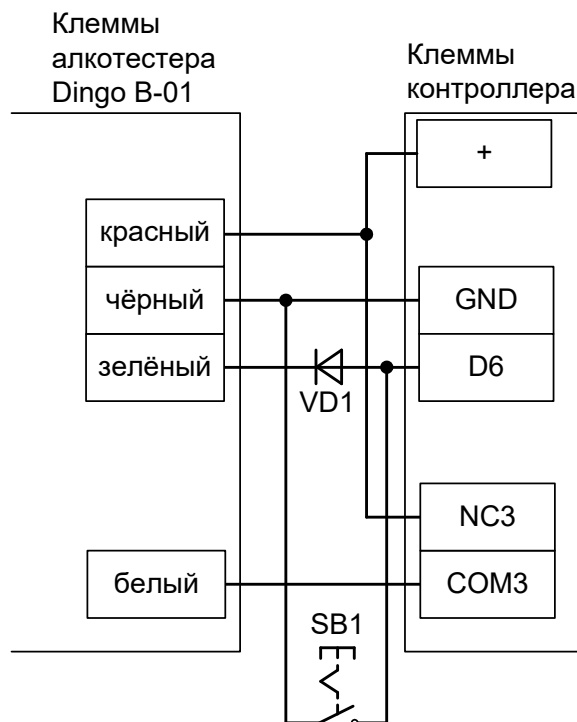 Клеммы
алкотестера
Dingo B-01
Клеммы
контроллера
+
красный
чёрный
GND
зелёный
D6
VD1
NC3
белый
COM3
SB1